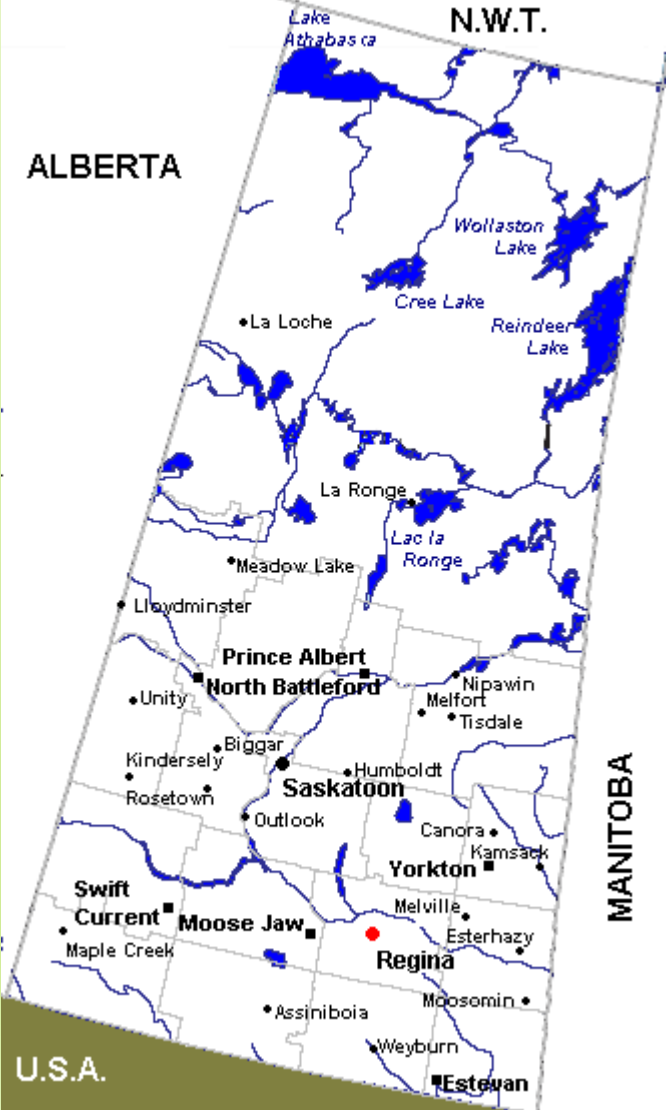 N.W.T.
Lake
Athabasca
ALBERTA
Wollaston
Lake
Cree Lake
La Loche
Reindeer
Lake
La Ronge
Lac la
Ronge
Meadow Lake
Lloydminster
Prince Albert
North Battleford
Nipawin
Unity
Melfort
Tisdale
Biggar
Kindersely
Humboldt
Saskatoon
Rosetown
Outlook
Canora
Kamsack
MANITOBA
Yorkton
Swift
Current
Moose Jaw
Melville
Esterhazy
Maple Creek
Regina
Moosomin
Assiniboia
Weyburn
U.S.A.
Estevan